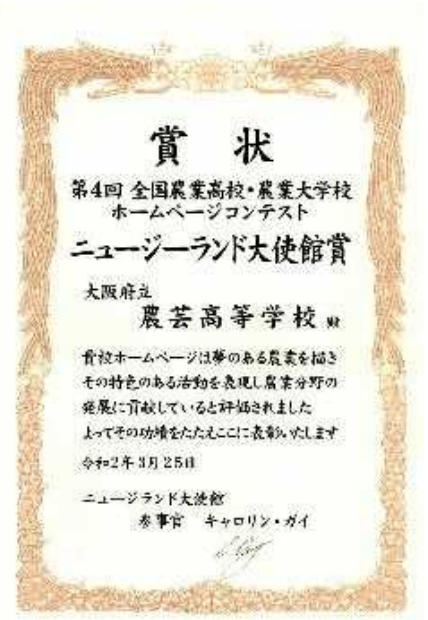 賞状
第4回 全国農業高校・農業大学校
ホームページコンテスト
ニュージーランド大使館賞
大阪府立
農芸高等学校 殿
貴校ホームページは夢のある農業を描き
その特色のある活動を表現し農業分野の
発展に貢献していると評価されました
よってその功績をたたえここに表彰いたします
令和2年3月25日
ニュージランド大使館
参事官 キャロリン・ガイ